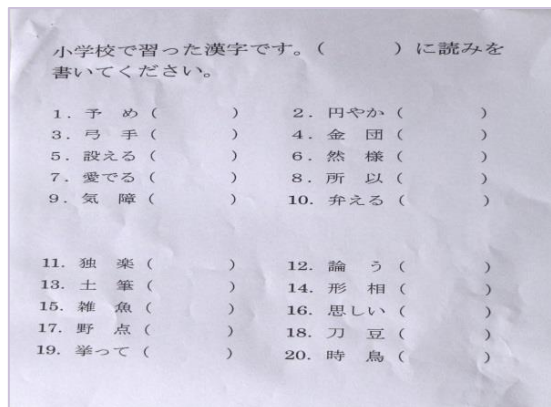 小学校で習った漢字です。（　　　）に読みを
書いてください。
1. 予 め（　　　） 2. 円やか（　　　）
3. 弓 手（　　　） 4. 金 団（　　　）
5. 設える（　　　） 6. 然 様（　　　）
7. 愛でる（　　　） 8. 所 以（　　　）
9. 気 障（　　　） 10. 弁える（　　　）
11. 独 楽（　　　） 12. 論 う（　　　）
13. 土 筆（　　　） 14. 形 相（　　　）
15. 雑 魚（　　　） 16. 思しい（　　　）
17. 野 点（　　　） 18. 刀 豆（　　　）
19. 挙って（　　　） 20. 時 鳥（　　　）